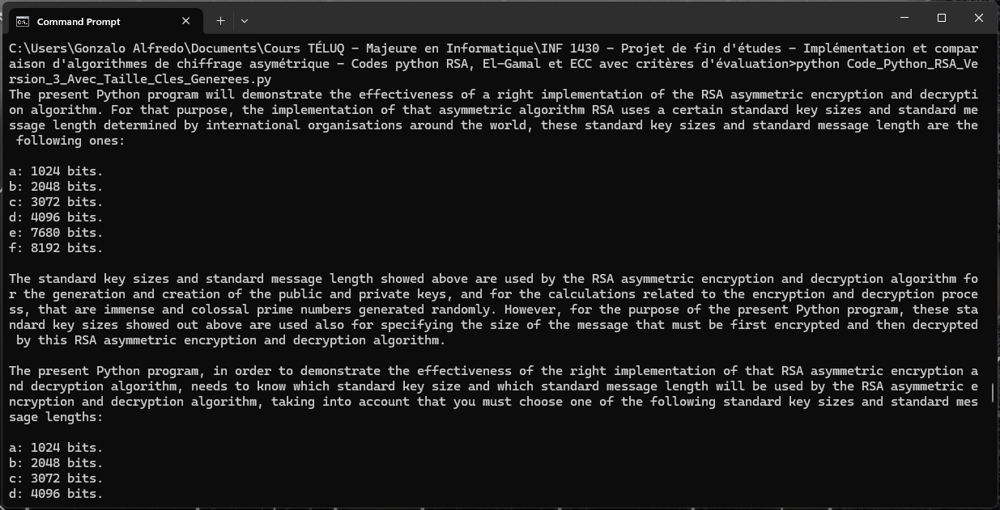 Command Prompt
C:\Users\Gonzalo Alfredo\Documents\Cours TÉLUQ - Majeure en Informatique\INF 1430 - Projet de fin d'études - Implémentation et compar
aison d'algorithmes de chiffrage asymétrique - Codes python RSA, El-Gamal et ECC avec critères d'évaluation>python Code_Python_RSA_Ve
rsion_3_Avec_Taille_Cles_Generees.py
The present Python program will demonstrate the effectiveness of a right implementation of the RSA asymmetric encryption and decrypti
on algorithm. For that purpose, the implementation of that asymmetric algorithm RSA uses a certain standard key sizes and standard me
ssage length determined by international organisations around the world, these standard key sizes and standard message length are the
 following ones:

a: 1024 bits.
b: 2048 bits.
c: 3072 bits.
d: 4096 bits.
e: 7680 bits.
f: 8192 bits.

The standard key sizes and standard message length showed above are used by the RSA asymmetric encryption and decryption algorithm fo
r the generation and creation of the public and private keys, and for the calculations related to the encryption and decryption proce
ss, that are immense and colossal prime numbers generated randomly. However, for the purpose of the present Python program, these sta
ndard key sizes showed out above are used also for specifying the size of the message that must be first encrypted and then decrypted
 by this RSA asymmetric encryption and decryption algorithm.

The present Python program, in order to demonstrate the effectiveness of the right implementation of that RSA asymmetric encryption a
nd decryption algorithm, needs to know which standard key size and which standard message length will be used by the RSA asymmetric e
ncryption and decryption algorithm, taking into account that you must choose one of the following standard key sizes and standard mes
sage lengths:

a: 1024 bits.
b: 2048 bits.
c: 3072 bits.
d: 4096 bits.